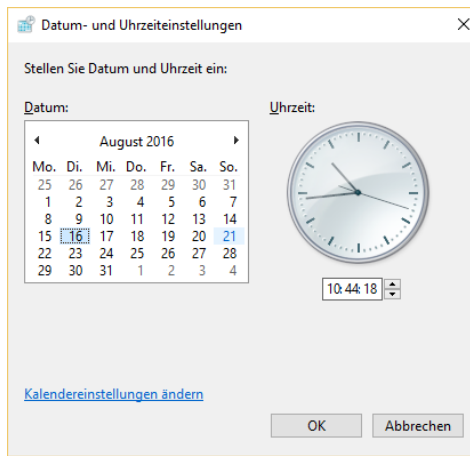 Datum- und Uhrzeiteinstellungen
Stellen Sie Datum und Uhrzeit ein:
Datum:
Uhrzeit:
August 2016
Mo. Di. Mi. Do. Fr. Sa. So.
25 26 27 28 29 30 31
1 2 3 4 5 6 7
8 9 10 11 12 13 14
15 16 17 18 19 20 21
22 23 24 25 26 27 28
29 30 31 1 2 3 4
10:44:18
Kalendereinstellungen ändern
OK
Abbrechen